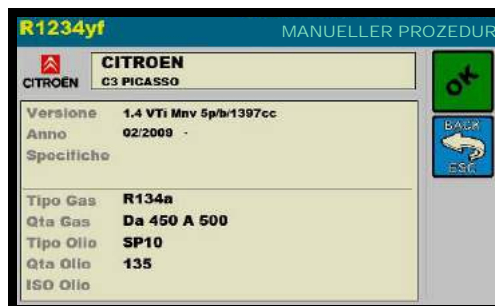 R1234yf MANUELLER PROZEDUR
CITROËN
CITROEN
C3 PICASSO
OK
Versione 1.4 VTi Mnv 5p/b/1397cc
Anno 02/2009 -
Specifiche
BACK
ESC
Tipo Gas R134a
Qta Gas Da 450 A 500
Tipo Olio SP10
Qta Olio 135
ISO Olio